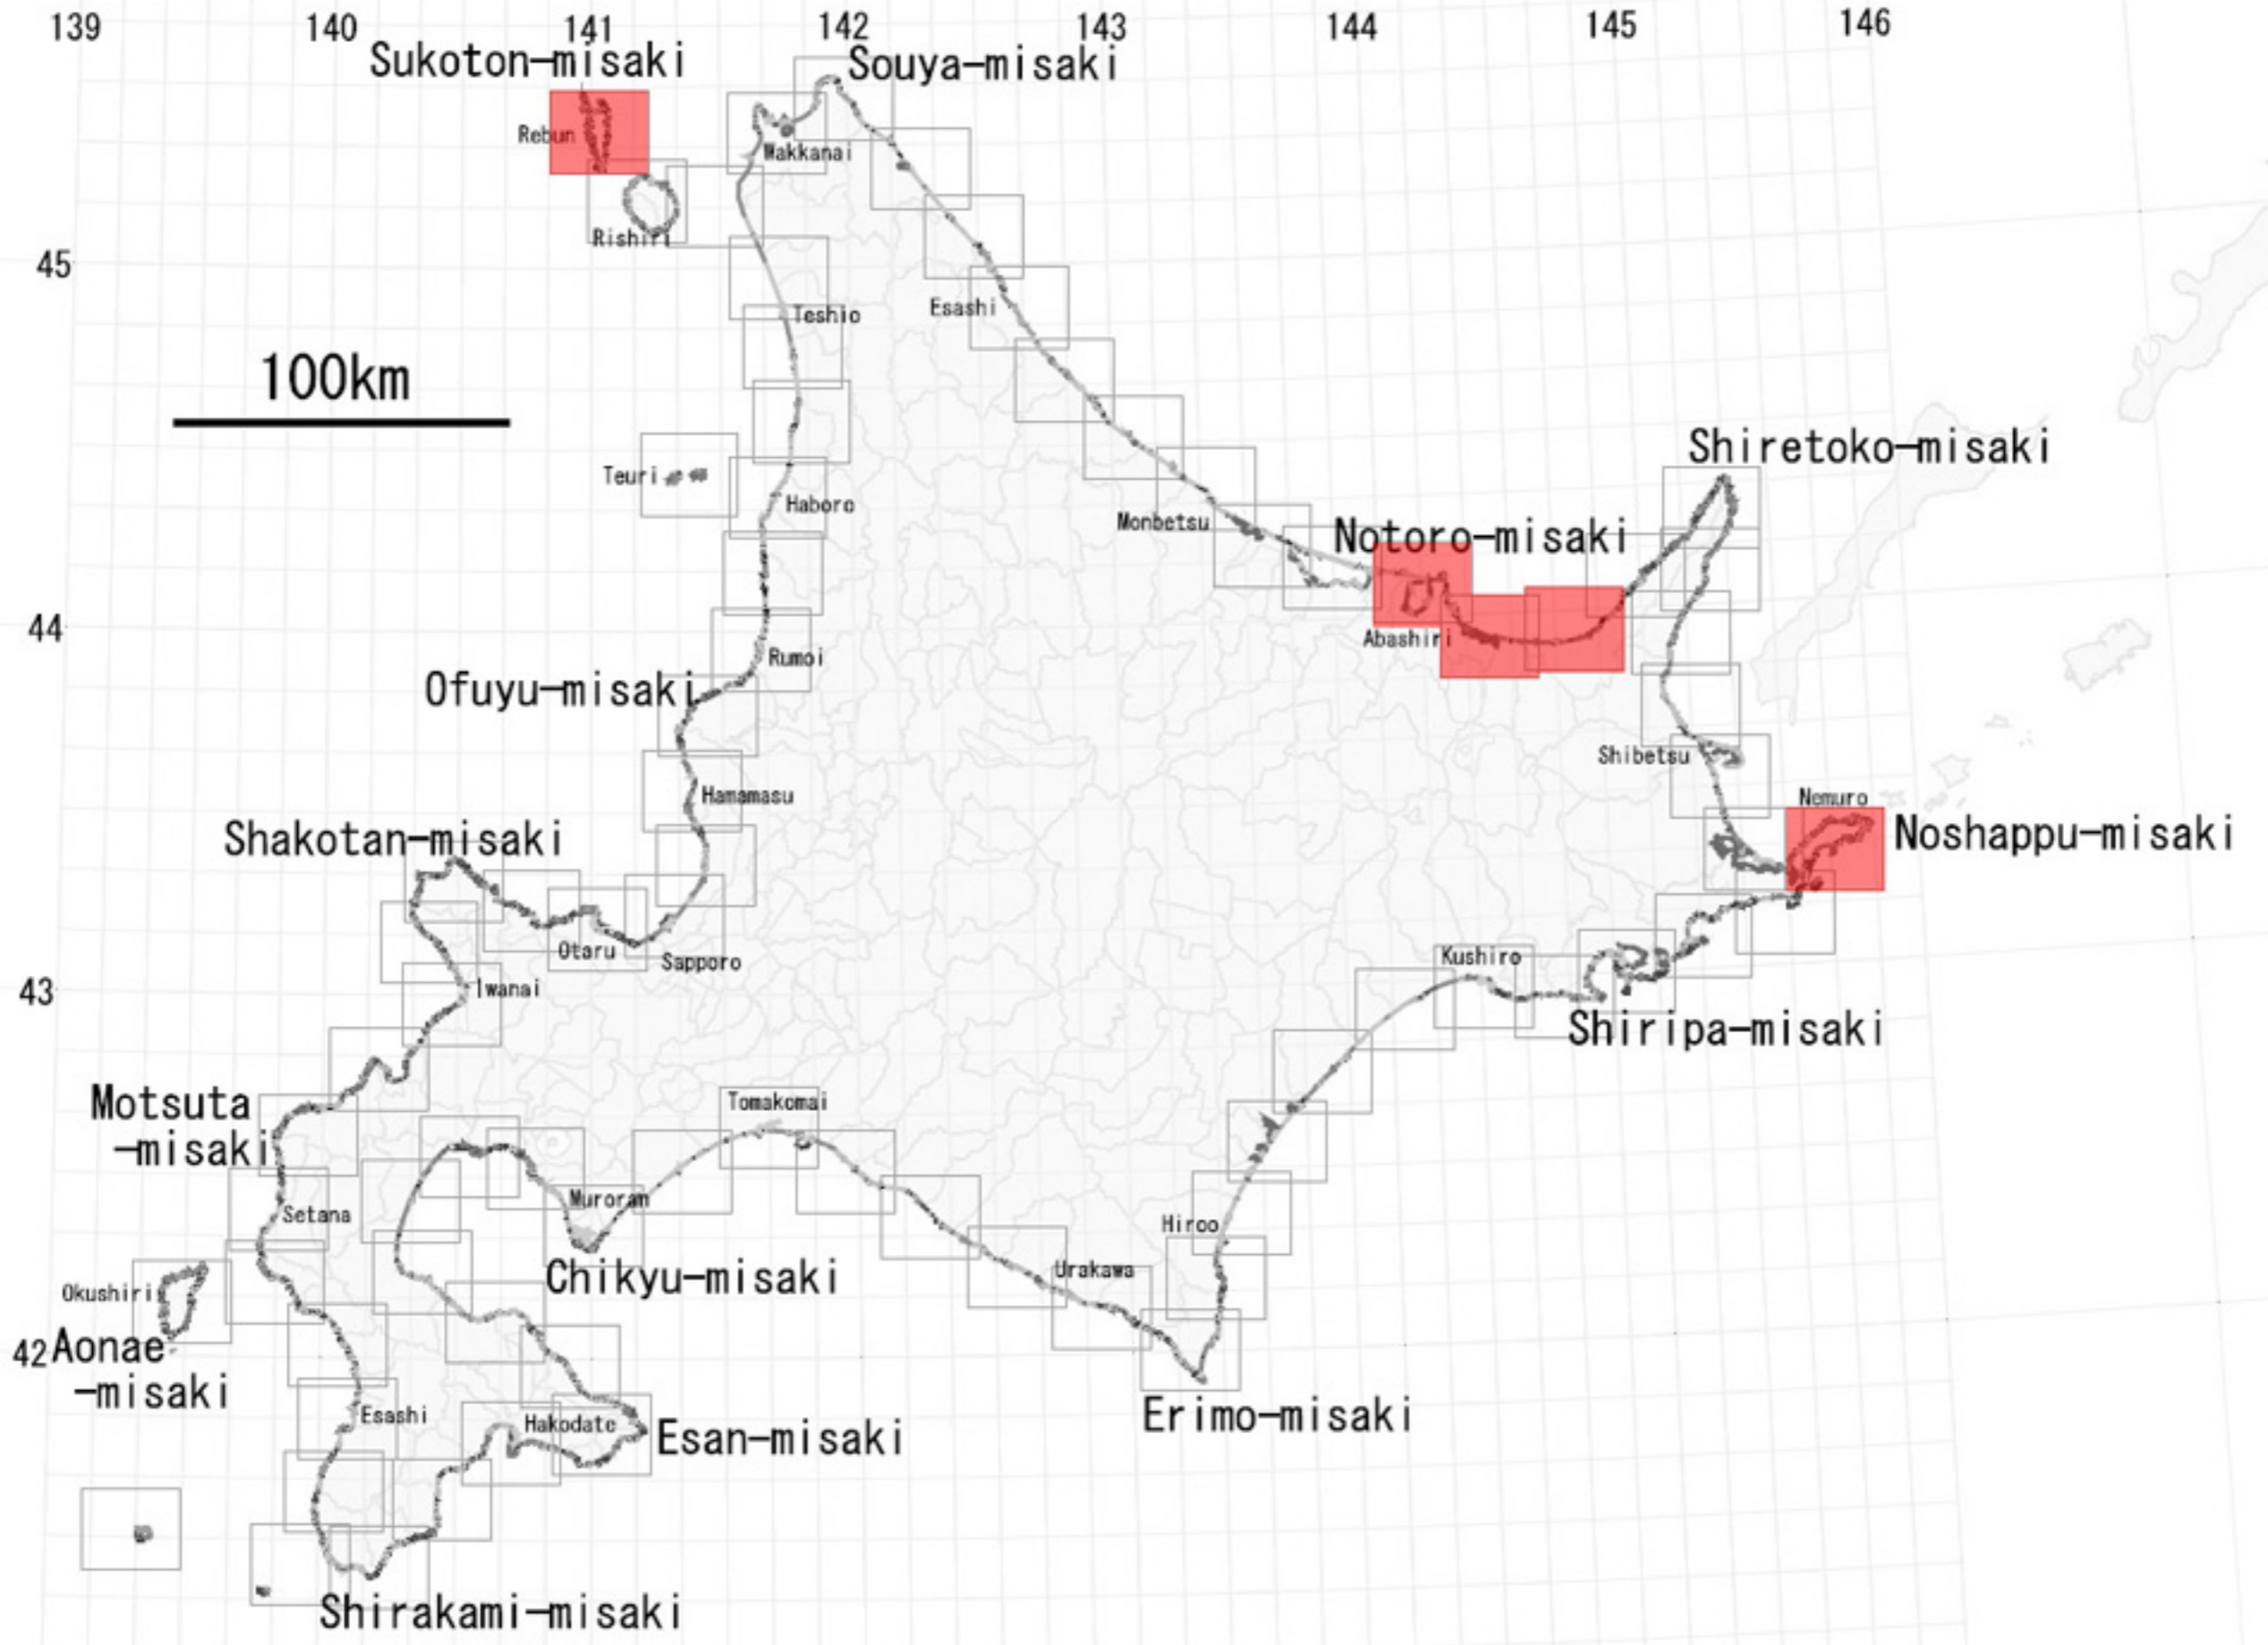 139 140 141 142 143 144 145 146
Sukoton-misaki
Souya-misaki
Rebun
Wakkanai
Rishiri
45
Esashi
Teshio
100km
Shiretoko-misaki
Teuri
Haboro
Monbetsu
Notoro-misaki
44
Abashiri
Rumoi
Ofuyu-misaki
Shibetsu
Hamamasu
Nemuro
Noshappu-misaki
Shakotan-misaki
Otaru
Sapporo
Kushiro
43
Iwanai
Shiripa-misaki
Motsuta
-misaki
Tomakomai
Muroran
Setana
Hiroo
Chikyu-misaki
Urakawa
Okushiri
42
Aonae
-misaki
Esashi
Hakodate
Esan-misaki
Erimo-misaki
Shirakami-misaki